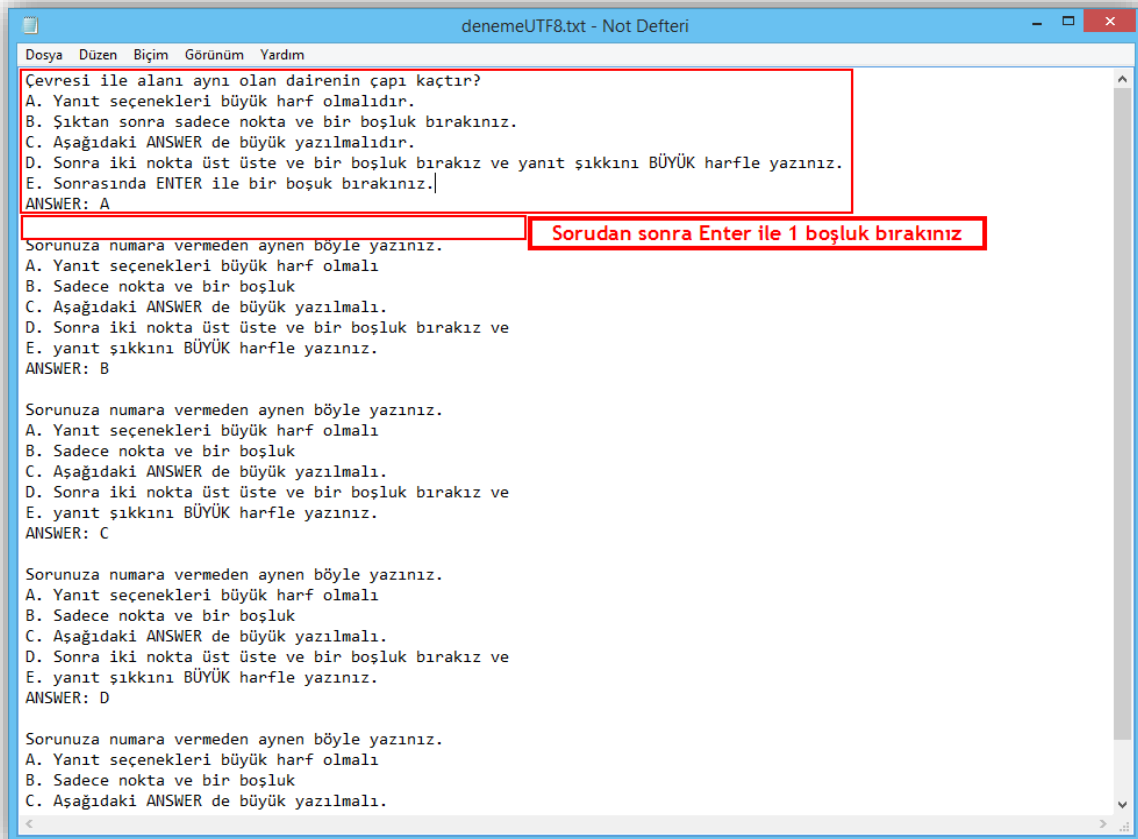 denemeUTF8.txt - Not Defteri
Dosya Düzen Biçim Görünüm Yardım
Çevresi ile alanı aynı olan dairenin çapı kaçtır?
A. Yanıt seçenekleri büyük harf olmalıdır.
B. Şıktan sonra sadece nokta ve bir boşluk bırakınız.
C. Aşağıdaki ANSWER de büyük yazılmalıdır.
D. Sonra iki nokta üst üste ve bir boşluk bırakız ve yanıt şıkkını BÜYÜK harfle yazınız.
E. Sonrasında ENTER ile bir boşuk bırakınız.
ANSWER: A
Sorudan sonra Enter ile 1 boşluk bırakınız
Sorunuza numara vermeden aynen böyle yazınız.
A. Yanıt seçenekleri büyük harf olmalı
B. Sadece nokta ve bir boşluk
C. Aşağıdaki ANSWER de büyük yazılmalı.
D. Sonra iki nokta üst üste ve bir boşluk bırakız ve
E. yanıt şıkkını BÜYÜK harfle yazınız.
ANSWER: B
Sorunuza numara vermeden aynen böyle yazınız.
A. Yanıt seçenekleri büyük harf olmalı
B. Sadece nokta ve bir boşluk
C. Aşağıdaki ANSWER de büyük yazılmalı.
D. Sonra iki nokta üst üste ve bir boşluk bırakız ve
E. yanıt şıkkını BÜYÜK harfle yazınız.
ANSWER: C
Sorunuza numara vermeden aynen böyle yazınız.
A. Yanıt seçenekleri büyük harf olmalı
B. Sadece nokta ve bir boşluk
C. Aşağıdaki ANSWER de büyük yazılmalı.
D. Sonra iki nokta üst üste ve bir boşluk bırakız ve
E. yanıt şıkkını BÜYÜK harfle yazınız.
ANSWER: D
Sorunuza numara vermeden aynen böyle yazınız.
A. Yanıt seçenekleri büyük harf olmalı
B. Sadece nokta ve bir boşluk
C. Aşağıdaki ANSWER de büyük yazılmalı.